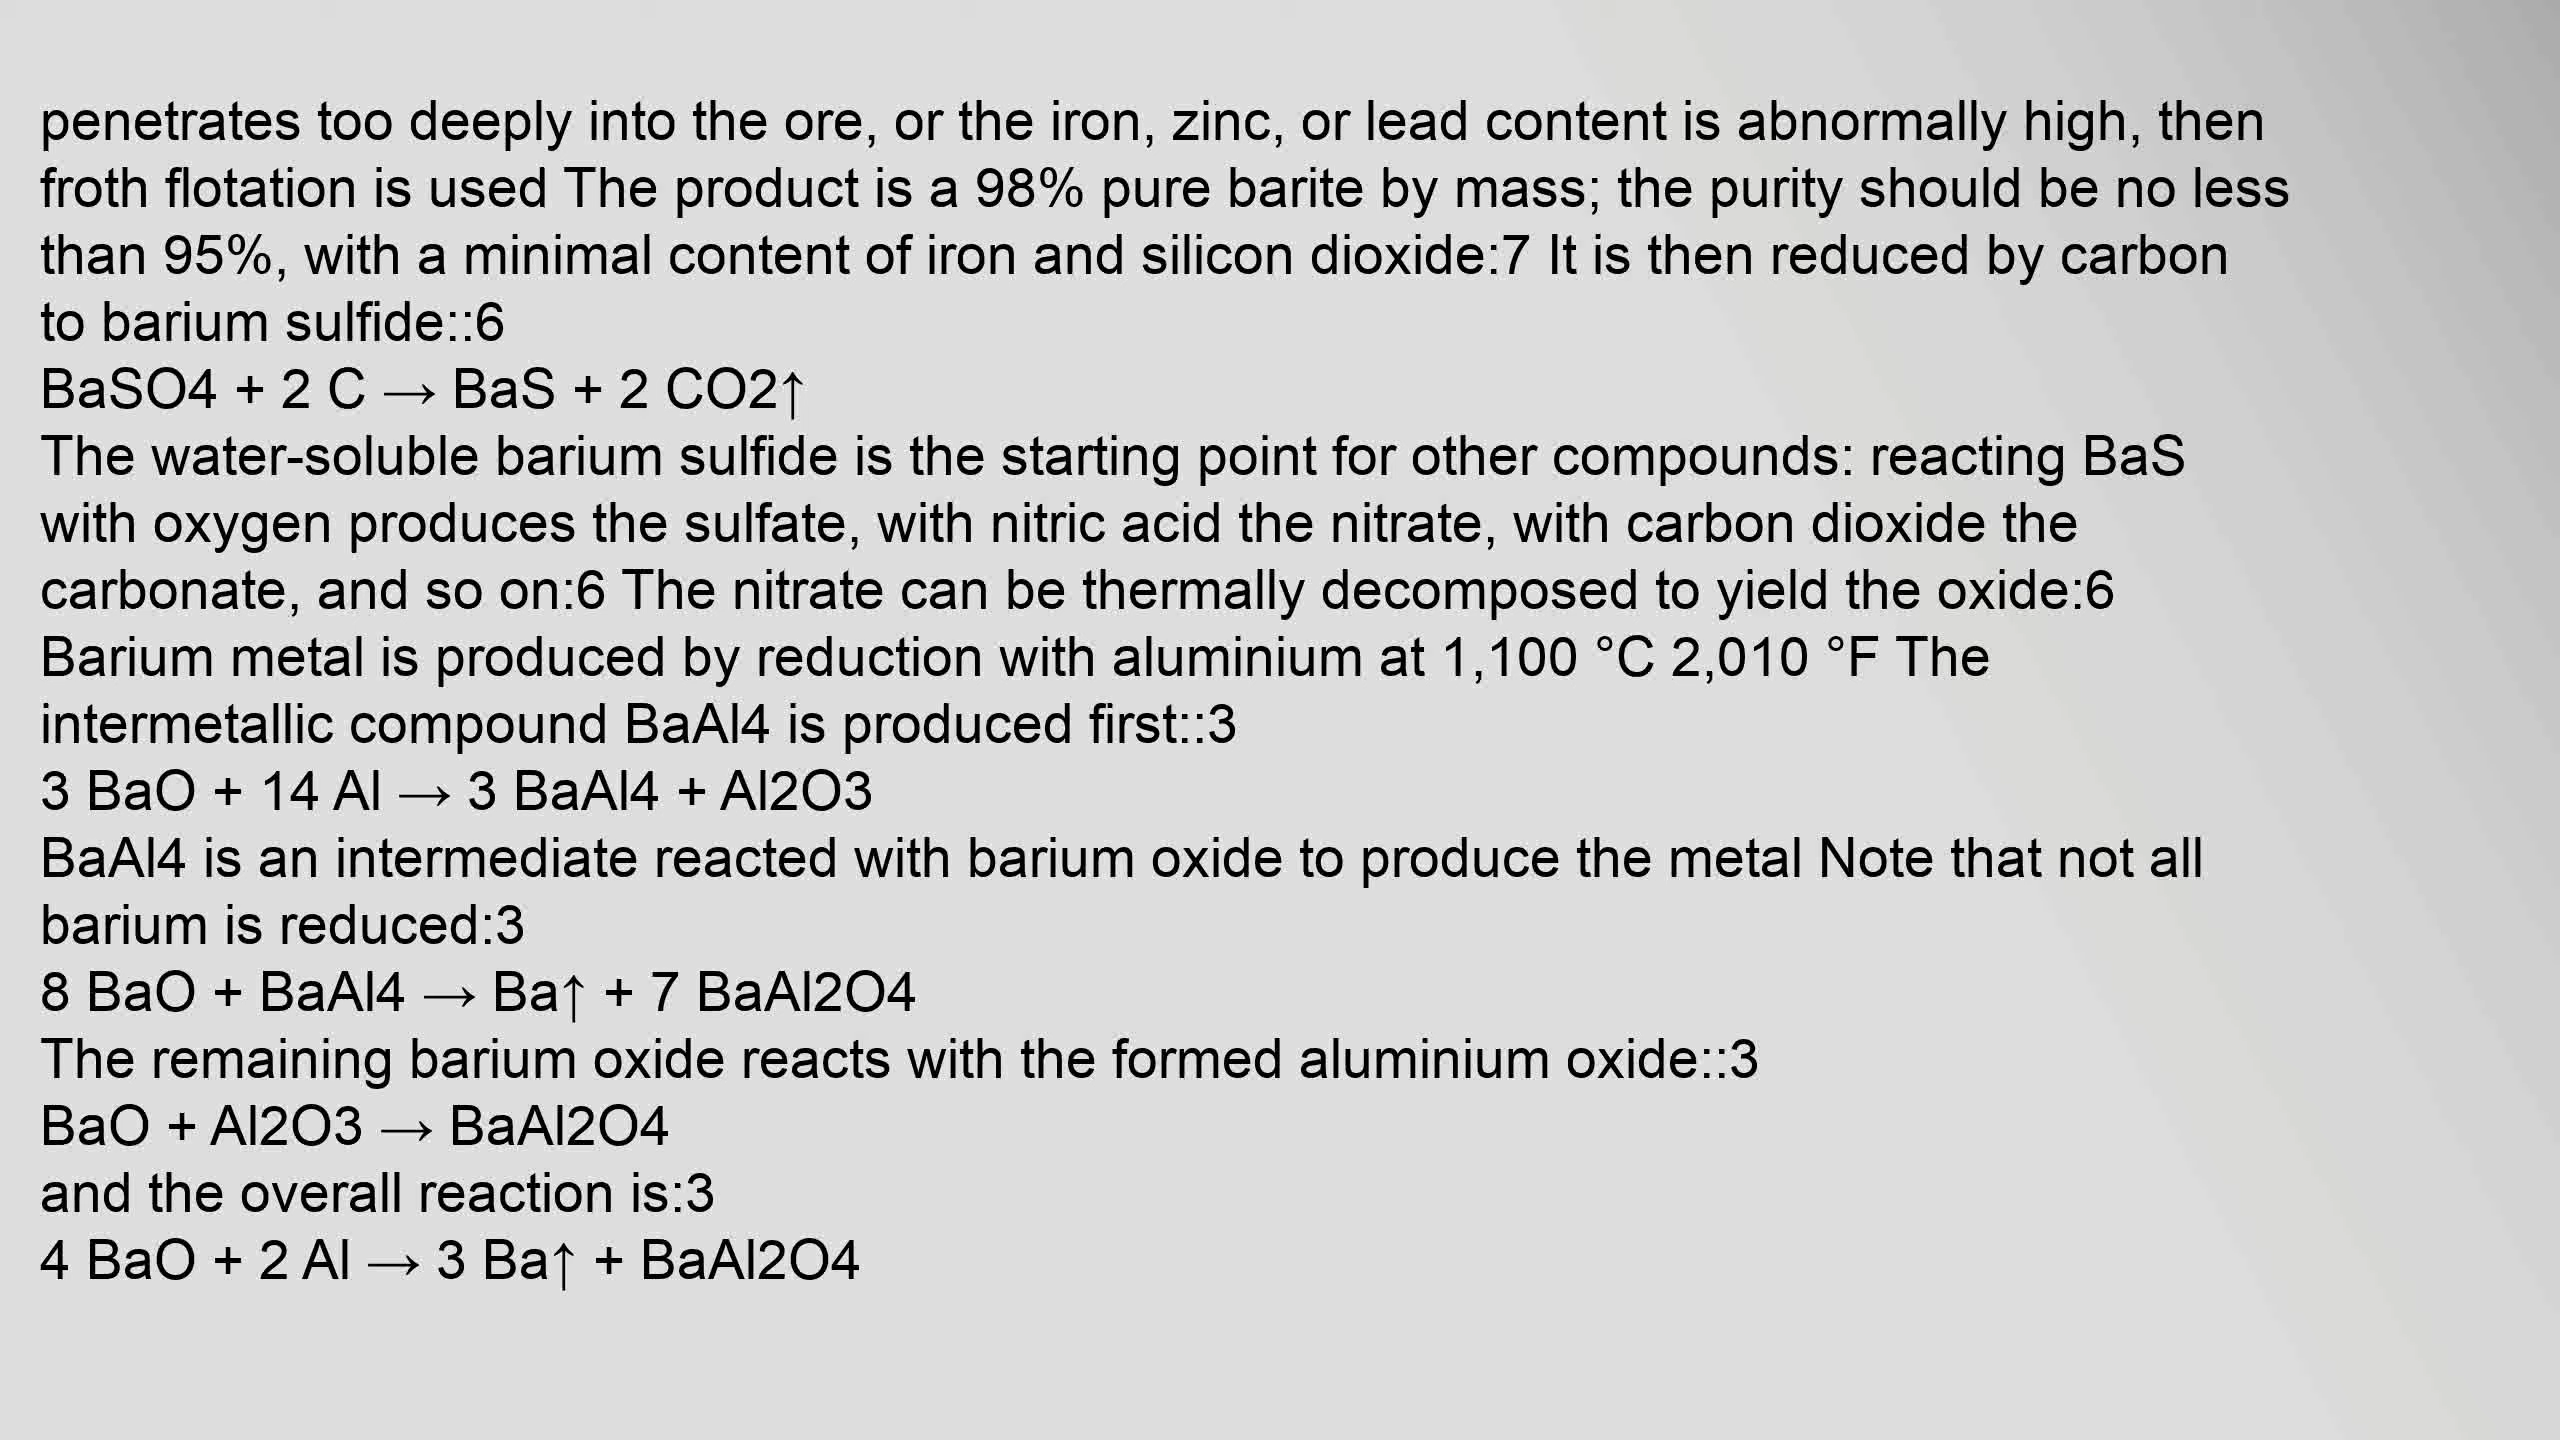 penetrates too deeply into the ore, or the iron, zinc, or lead content is abnormally high, then
froth flotation is used The product is a 98% pure barite by mass; the purity should be no less
than 95%, with a minimal content of iron and silicon dioxide:7 It is then reduced by carbon
to barium sulfide::6
BaSO4 + 2 C → BaS + 2 CO2↑
The water-soluble barium sulfide is the starting point for other compounds: reacting BaS
with oxygen produces the sulfate, with nitric acid the nitrate, with carbon dioxide the
carbonate, and so on:6 The nitrate can be thermally decomposed to yield the oxide:6
Barium metal is produced by reduction with aluminium at 1,100 °C 2,010 °F The
intermetallic compound BaAl4 is produced first::3
3 BaO + 14 Al → 3 BaAl4 + Al2O3
BaAl4 is an intermediate reacted with barium oxide to produce the metal Note that not all
barium is reduced:3
8 BaO + BaAl4 → Ba↑ + 7 BaAl2O4
The remaining barium oxide reacts with the formed aluminium oxide::3
BaO + Al2O3 → BaAl2O4
and the overall reaction is:3
4 BaO + 2 Al → 3 Ba↑ + BaAl2O4